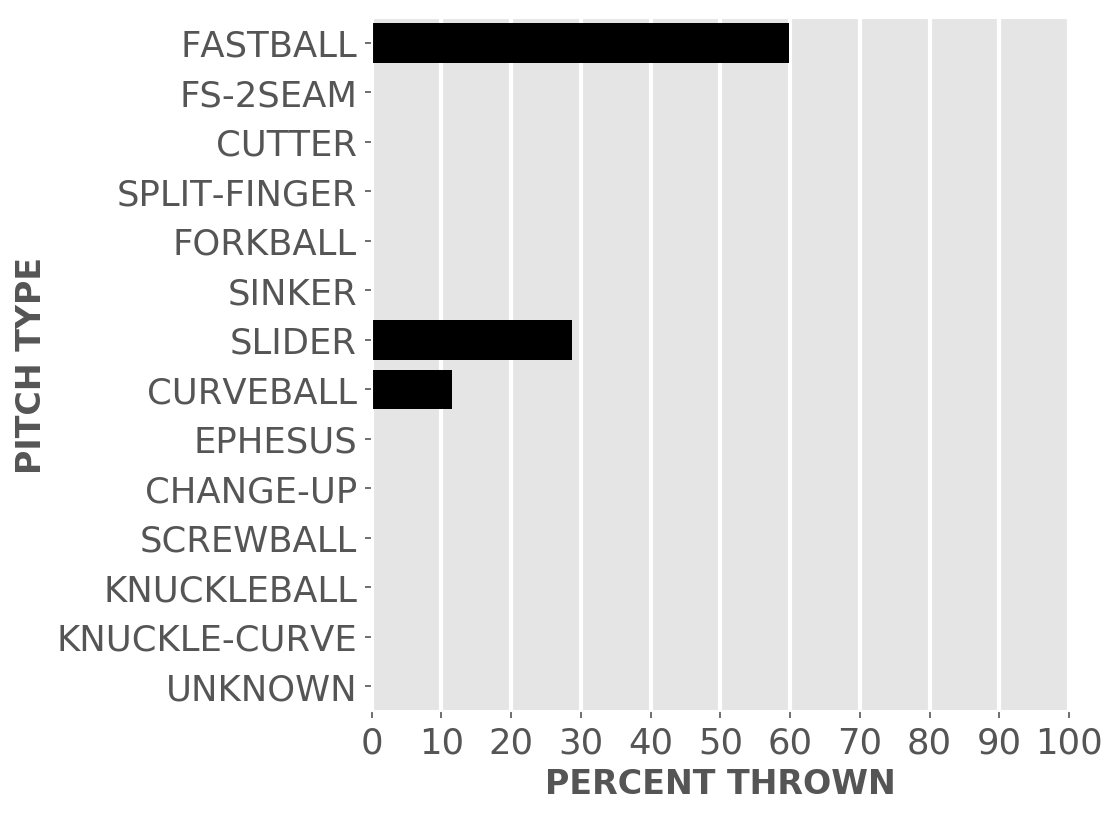 PITCH TYPE
FASTBALL
FS-2SEAM
CUTTER
SPLIT-FINGER
FORKBALL
SINKER
SLIDER
CURVEBALL
EPHESUS
CHANGE-UP
SCREWBALL
KNUCKLEBALL
KNUCKLE-CURVE
UNKNOWN
0 10 20 30 40 50 60 70 80 90 100
PERCENT THROWN